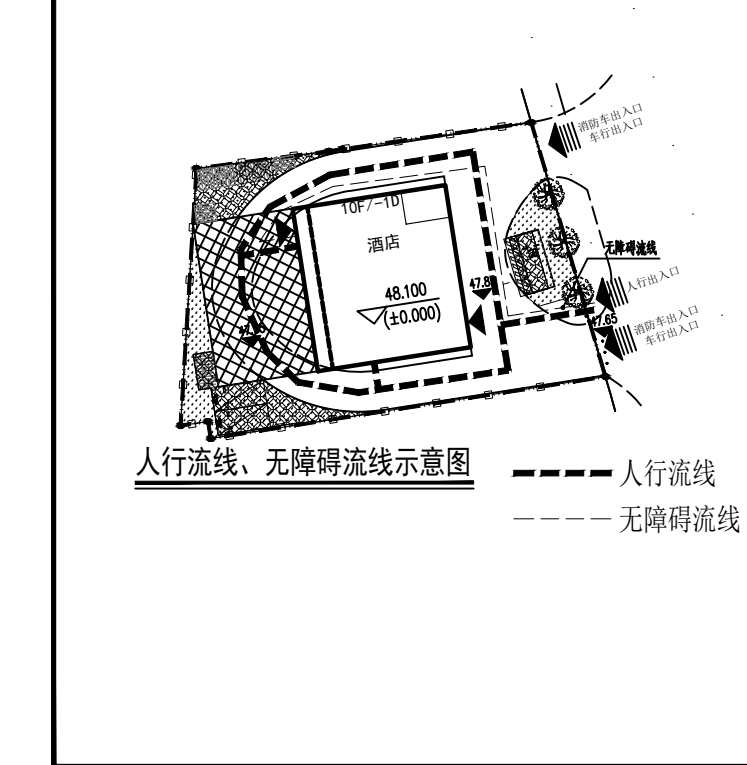 消防车出入口
车行出入口
10F/-1D
酒店
无障碍流线
人行出入口
48.100
(±0.000)
47.65
消防车出入口
车行出入口
人行流线、无障碍流线示意图
人行流线
无障碍流线